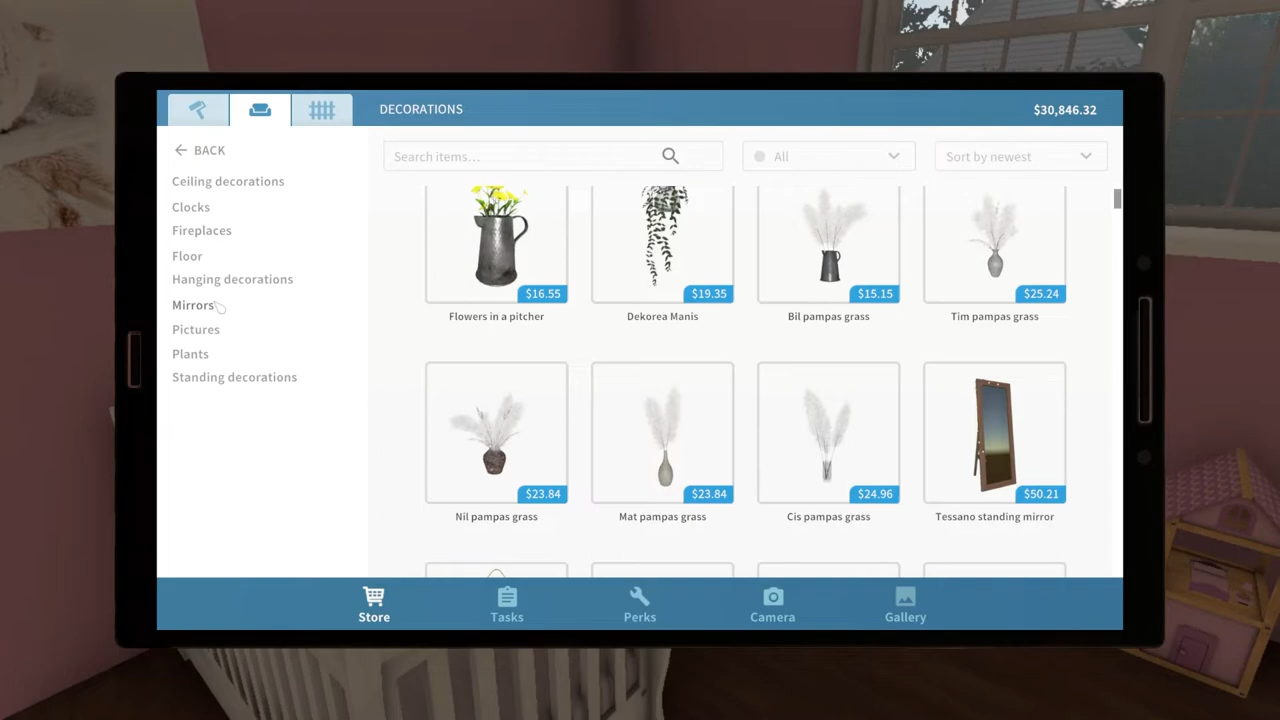 DECORATIONS
$30,846.32
BACK
Search items...
All
Sort by newest
Ceiling decorations
Clocks
Fireplaces
Floor
Hanging decorations
Mirrors
Pictures
Plants
Standing decorations
$16.55
$19.35
$15.15
$25.24
Flowers in a pitcher
Dekorea Manis
Bil pampas grass
Tim pampas grass
$23.84
$23.84
$24.96
$50.21
Nil pampas grass
Mat pampas grass
Cis pampas grass
Tessano standing mirror
Store
Tasks
Perks
Camera
Gallery